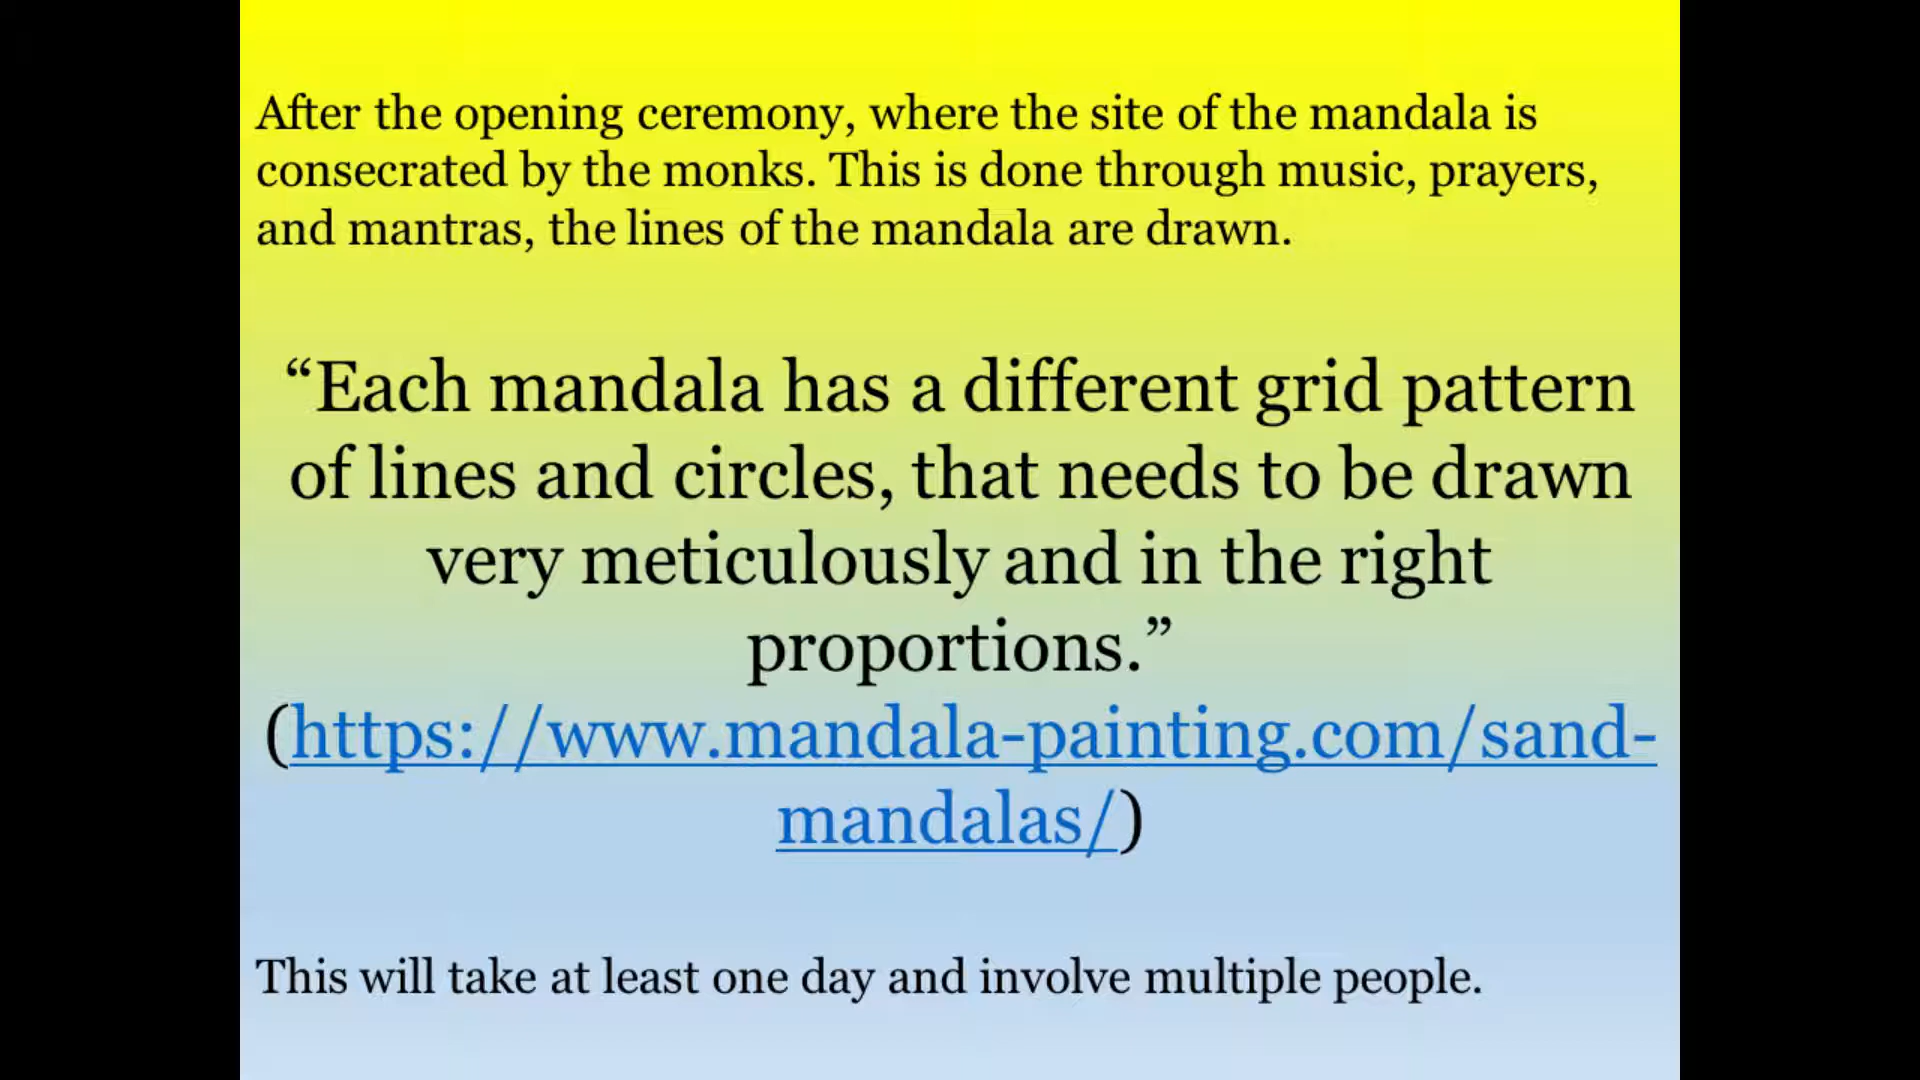 After the opening ceremony, where the site of the mandala is
consecrated by the monks. This is done through music, prayers,
and mantras, the lines of the mandala are drawn.
“Each mandala has a different grid pattern
of lines and circles, that needs to be drawn
very meticulously and in the right
proportions.”
(https://www.mandala-painting.com/sand-
mandalas/)
This will take at least one day and involve multiple people.